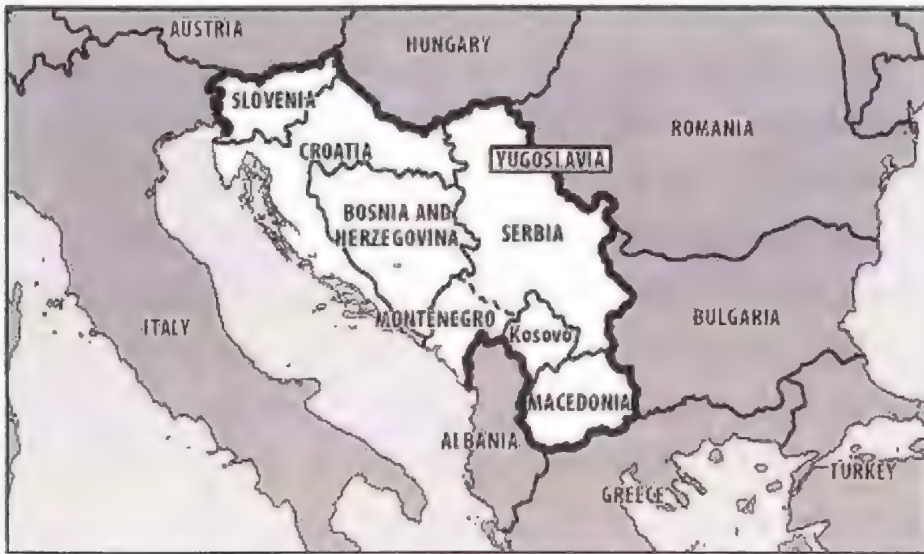 AUSTRIA
HUNGARY
SLOVENIA
ROMANIA
CROATIA
YUGOSLAVIA
BOSNIA AND
HERZEGOVINA
SERBIA
ITALY
MONTENEGRO
Kosovo
BULGARIA
MACEDONIA
ALBANIA
GREECE
TURKEY